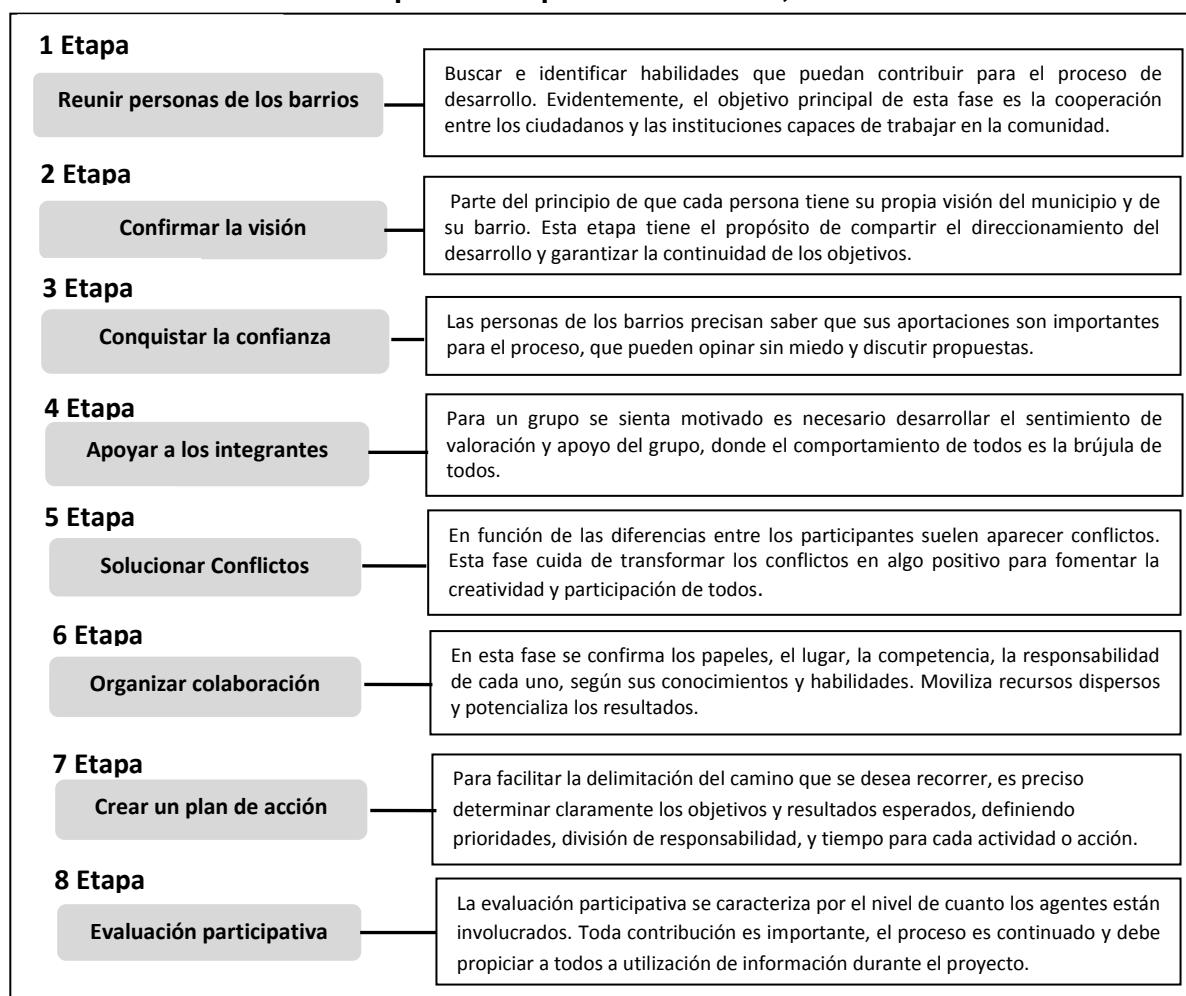 1 Etapa
Reunir personas de los barrios
Buscar e identificar habilidades que puedan contribuir para el proceso de
desarrollo. Evidentemente, el objetivo principal de esta fase es la cooperación
entre los ciudadanos y las instituciones capaces de trabajar en la comunidad.
2 Etapa
Confirmar la visión
Parte del principio de que cada persona tiene su propia visión del municipio y de
su barrio. Esta etapa tiene el propósito de compartir el direccionamiento del
desarrollo y garantizar la continuidad de los objetivos.
3 Etapa
Conquistar la confianza
Las personas de los barrios precisan saber que sus aportaciones son importantes
para el proceso, que pueden opinar sin miedo y discutir propuestas.
4 Etapa
Apoyar a los integrantes
Para un grupo se sienta motivado es necesario desarrollar el sentimiento de
valoración y apoyo del grupo, donde el comportamiento de todos es la brújula de
todos.
5 Etapa
Solucionar Conflictos
En función de las diferencias entre los participantes suelen aparecer conflictos.
Esta fase cuida de transformar los conflictos en algo positivo para fomentar la
creatividad y participación de todos.
6 Etapa
Organizar colaboración
En esta fase se confirma los papeles, el lugar, la competencia, la responsabilidad
de cada uno, según sus conocimientos y habilidades. Moviliza recursos dispersos
y potencializa los resultados.
7 Etapa
Crear un plan de acción
Para facilitar la delimitación del camino que se desea recorrer, es preciso
determinar claramente los objetivos y resultados esperados, definiendo
prioridades, división de responsabilidad, y tiempo para cada actividad o acción.
8 Etapa
Evaluación participativa
La evaluación participativa se caracteriza por el nivel de cuanto los agentes están
involucrados. Toda contribución es importante, el proceso es continuado y debe
propiciar a todos a utilización de información durante el proyecto.